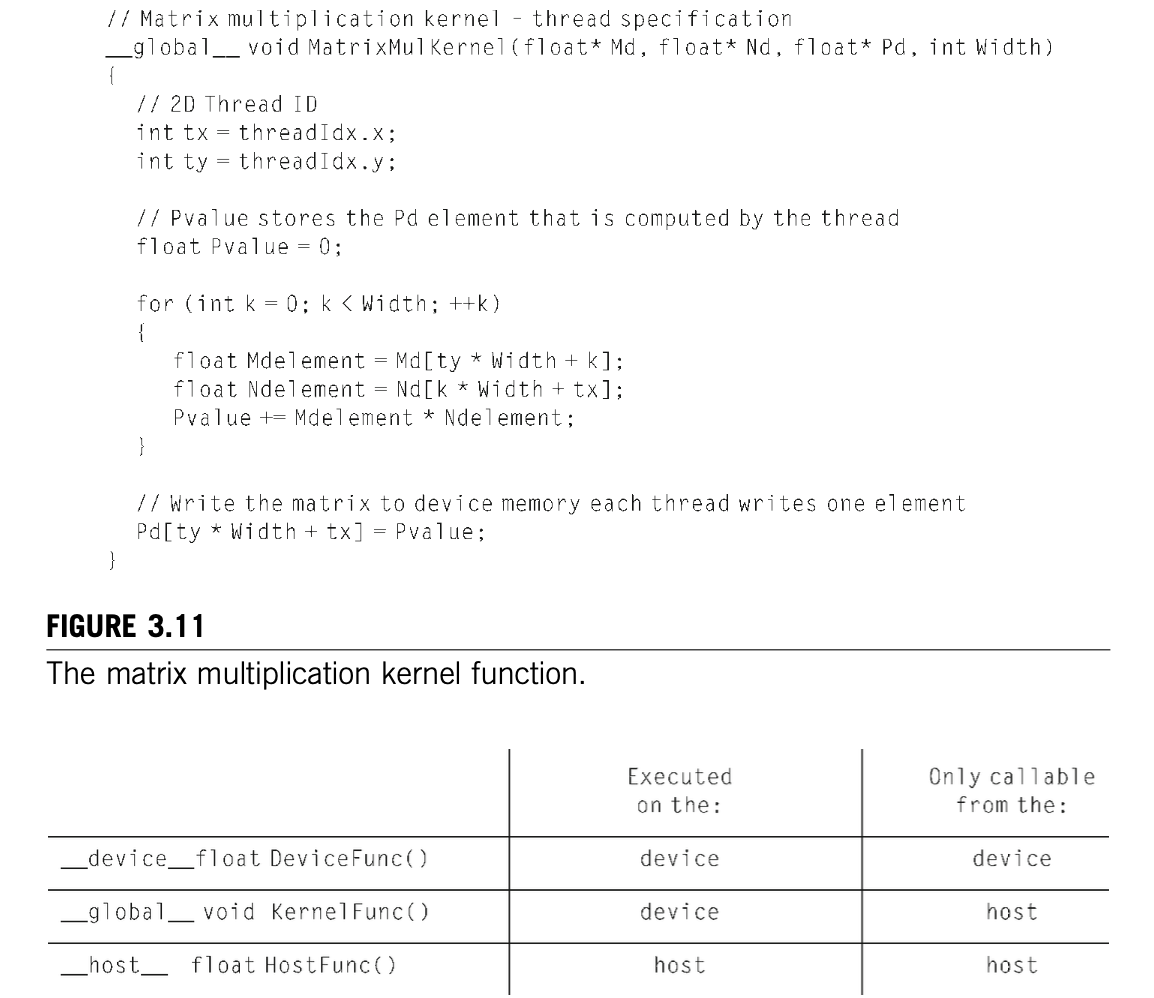 // Matrix multiplication kernel – thread specification
__global__ void MatrixMulKernel(float* Md, float* Nd, float* Pd, int Width)
{
// 2D Thread ID
int tx = threadIdx.x;
int ty = threadIdx.y;
// Pvalue stores the Pd element that is computed by the thread
float Pvalue = 0;
for (int k = 0; k < Width; ++k)
{
float Mdelement = Md[ty * Width + k];
float Ndelement = Nd[k * Width + tx];
Pvalue += Mdelement * Ndelement;
}
// Write the matrix to device memory each thread writes one element
Pd[ty * Width + tx] = Pvalue;
}
FIGURE 3.11
The matrix multiplication kernel function.
Executed on the: Only callable from the:
__device__float DeviceFunc() device device
__global__ void KernelFunc() device host
__host__ float HostFunc() host host